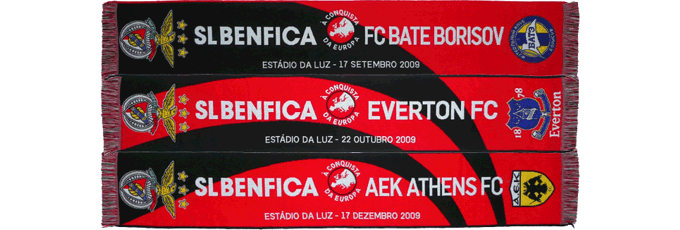 SLBENFICA À CONQUISTA DA EUROPA FC BATE BORISOV
ESTÁDIO DA LUZ - 17 SETEMBRO 2009
SLBENFICA À CONQUISTA DA EUROPA EVERTON FC
1878 Everton
ESTÁDIO DA LUZ - 22 OUTUBRO 2009
SLBENFICA À CONQUISTA DA EUROPA AEK ATHENS FC
AEK
ESTÁDIO DA LUZ - 17 DEZEMBRO 2009